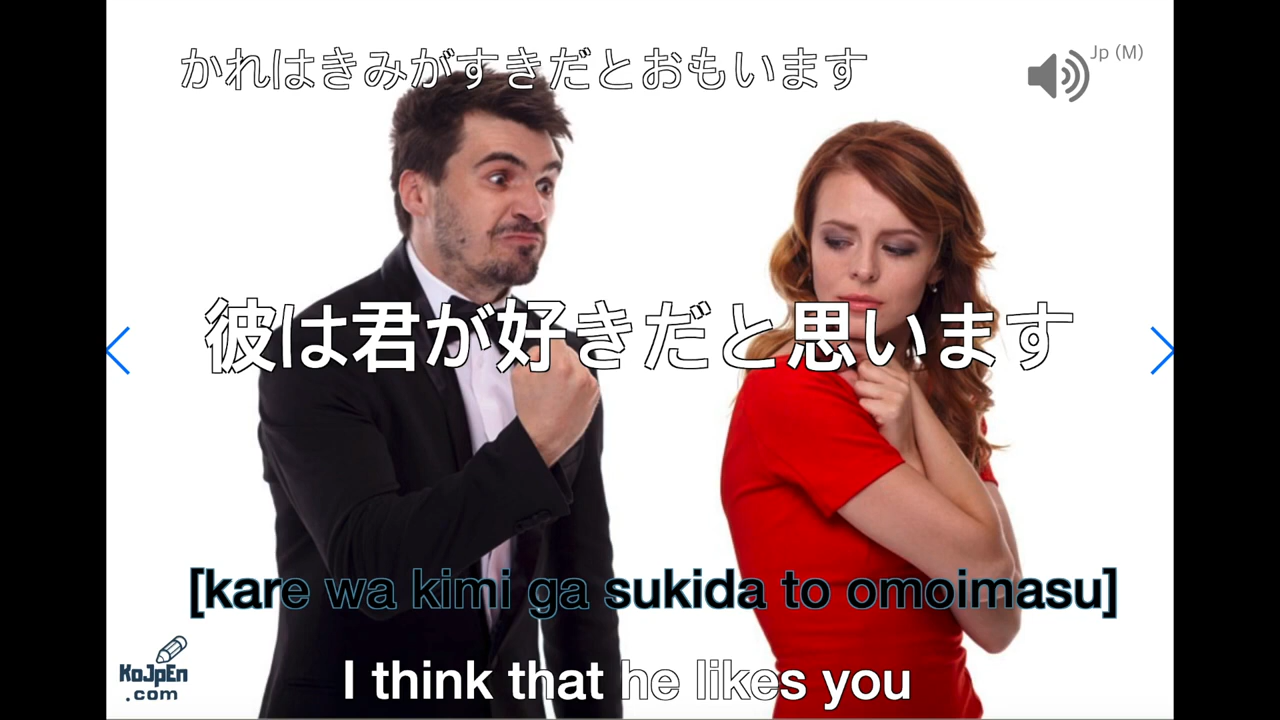 かれはきみがすきだとおもいます
Jp (M)
彼は君が好きだと思います
[kare wa kimi ga sukida to omoimasu]
KoJpEn
.com
I think that he likes you